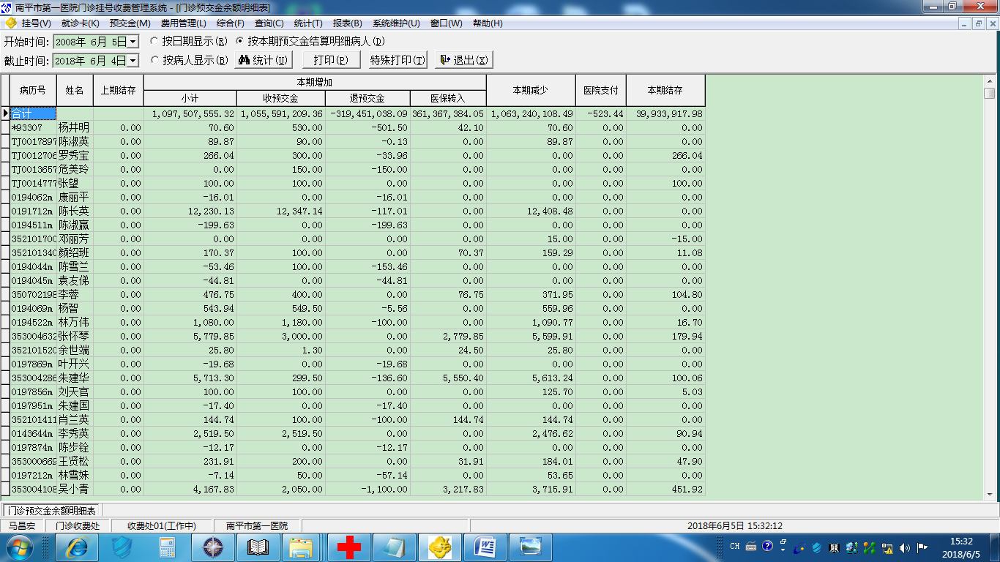 南平市第一医院门诊挂号收费管理系统 - [门诊预交金余额明细表]
挂号(V) 就诊卡(K) 预交金(M) 费用管理(L) 综合(F) 查询(C) 统计(T) 报表(B) 系统维护(U) 窗口(W) 帮助(H)
开始时间: 2008年 6月 5日 按日期显示(R) 按本期预交金结算明细病人(D)
截止时间: 2018年 6月 4日 按病人显示(B) 统计(U) 打印(P) 特殊打印(T) 退出(X)
病历号 姓名 上期结存 本期增加 本期减少 医院支付 本期结存
小计 收预交金 退预交金 医保转入
合计 1,097,507,555.32 1,055,591,209.36 -319,451,038.09 361,367,384.05 1,063,240,108.49 -523.44 39,933,917.98
*93307 杨井明 0.00 70.60 530.00 -501.50 42.10 70.60 0.00 0.00
TJ0017897 陈淑英 0.00 89.87 90.00 -0.13 0.00 89.87 0.00 0.00
TJ0012706 罗秀宝 0.00 266.04 300.00 -33.96 0.00 0.00 0.00 266.04
TJ0013657 危美玲 0.00 0.00 150.00 -150.00 0.00 0.00 0.00 0.00
TJ0014777 张望 0.00 100.00 100.00 0.00 0.00 0.00 0.00 100.00
0194062m 康丽平 0.00 -16.01 0.00 -16.01 0.00 0.00 0.00 0.00
0191712m 陈长英 0.00 12,230.13 12,347.14 -117.01 0.00 12,408.48 0.00 0.00
0194511m 陈淑赢 0.00 -199.63 0.00 -199.63 0.00 0.00 0.00 0.00
352101700 邓丽芳 0.00 0.00 0.00 0.00 0.00 15.00 0.00 -15.00
352101340 颜绍班 0.00 170.37 100.00 0.00 70.37 159.29 0.00 11.08
0194044m 陈雪兰 0.00 -53.46 100.00 -153.46 0.00 0.00 0.00 0.00
0194045m 袁友佛 0.00 -44.81 0.00 -44.81 0.00 0.00 0.00 0.00
350702198 李蓉 0.00 476.75 400.00 0.00 76.75 371.95 0.00 104.80
0194069m 杨智 0.00 543.94 549.50 -5.56 0.00 559.96 0.00 0.00
0194522m 林万伟 0.00 1,080.00 1,180.00 -100.00 0.00 1,090.77 0.00 16.70
353004632 张怀琴 0.00 5,779.85 3,000.00 0.00 2,779.85 5,599.91 0.00 179.94
352101520 余世端 0.00 25.80 1.30 0.00 24.50 25.80 0.00 0.00
0197869m 叶开兴 0.00 -19.68 0.00 -19.68 0.00 0.00 0.00 0.00
353004286 朱建华 0.00 5,713.30 299.50 -136.60 5,550.40 5,613.24 0.00 100.06
0197856m 刘天官 0.00 100.00 100.00 0.00 0.00 125.70 0.00 5.03
0197951m 朱建国 0.00 -17.40 0.00 -17.40 0.00 0.00 0.00 0.00
352101411 肖兰英 0.00 144.74 100.00 -100.00 144.74 144.74 0.00 0.00
0143644m 李秀英 0.00 2,519.50 2,519.50 0.00 0.00 2,476.62 0.00 90.94
0197874m 陈步铨 0.00 -12.17 0.00 -12.17 0.00 0.00 0.00 0.00
353000669 王贤松 0.00 231.91 200.00 0.00 31.91 184.01 0.00 47.90
0197212m 林雪姝 0.00 -7.14 50.00 -57.14 0.00 53.65 0.00 0.00
353004108 吴小青 0.00 4,167.83 2,050.00 -1,100.00 3,217.83 3,715.91 0.00 451.92
门诊预交金余额明细表
马昌宏 门诊收费处 收费处01(工作中) 南平市第一医院 2018年6月5日 15:32:12
CH 15:32
2018/6/5